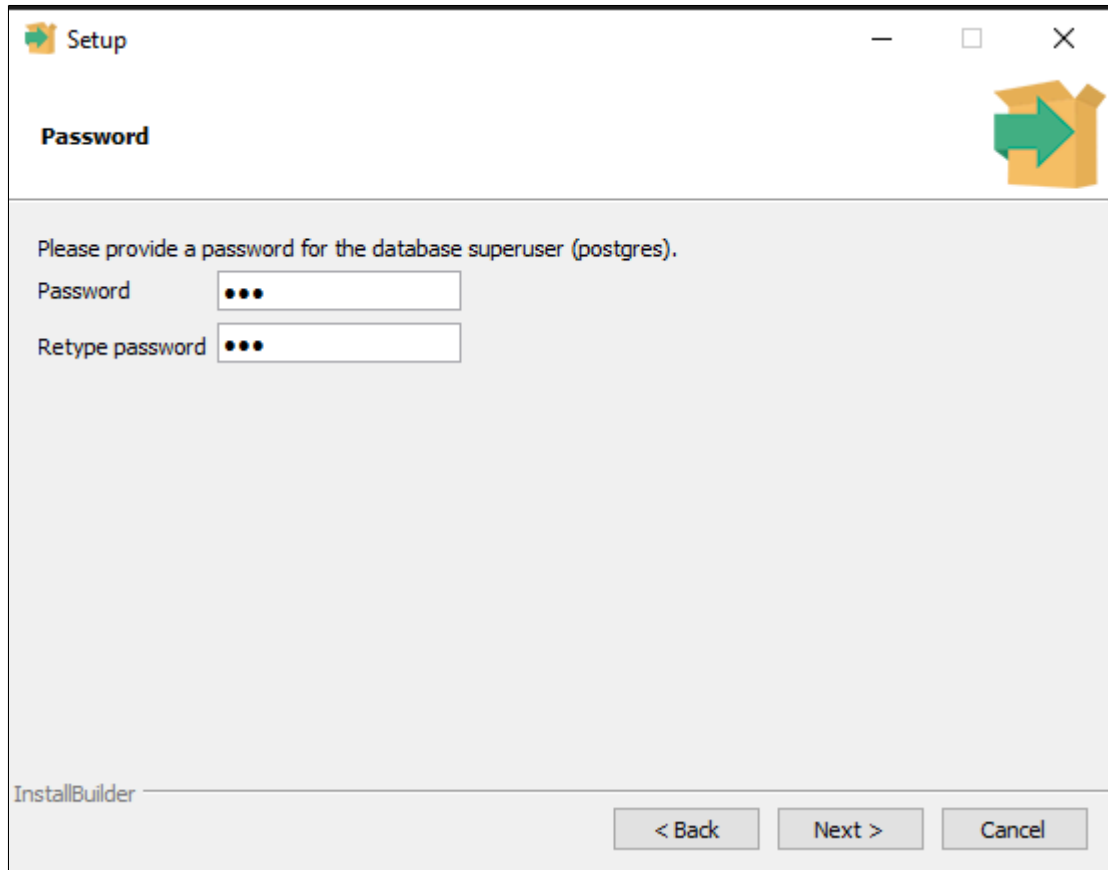 Setup
Password
Please provide a password for the database superuser (postgres).
Password •••
Retype password •••
InstallBuilder
< Back Next > Cancel